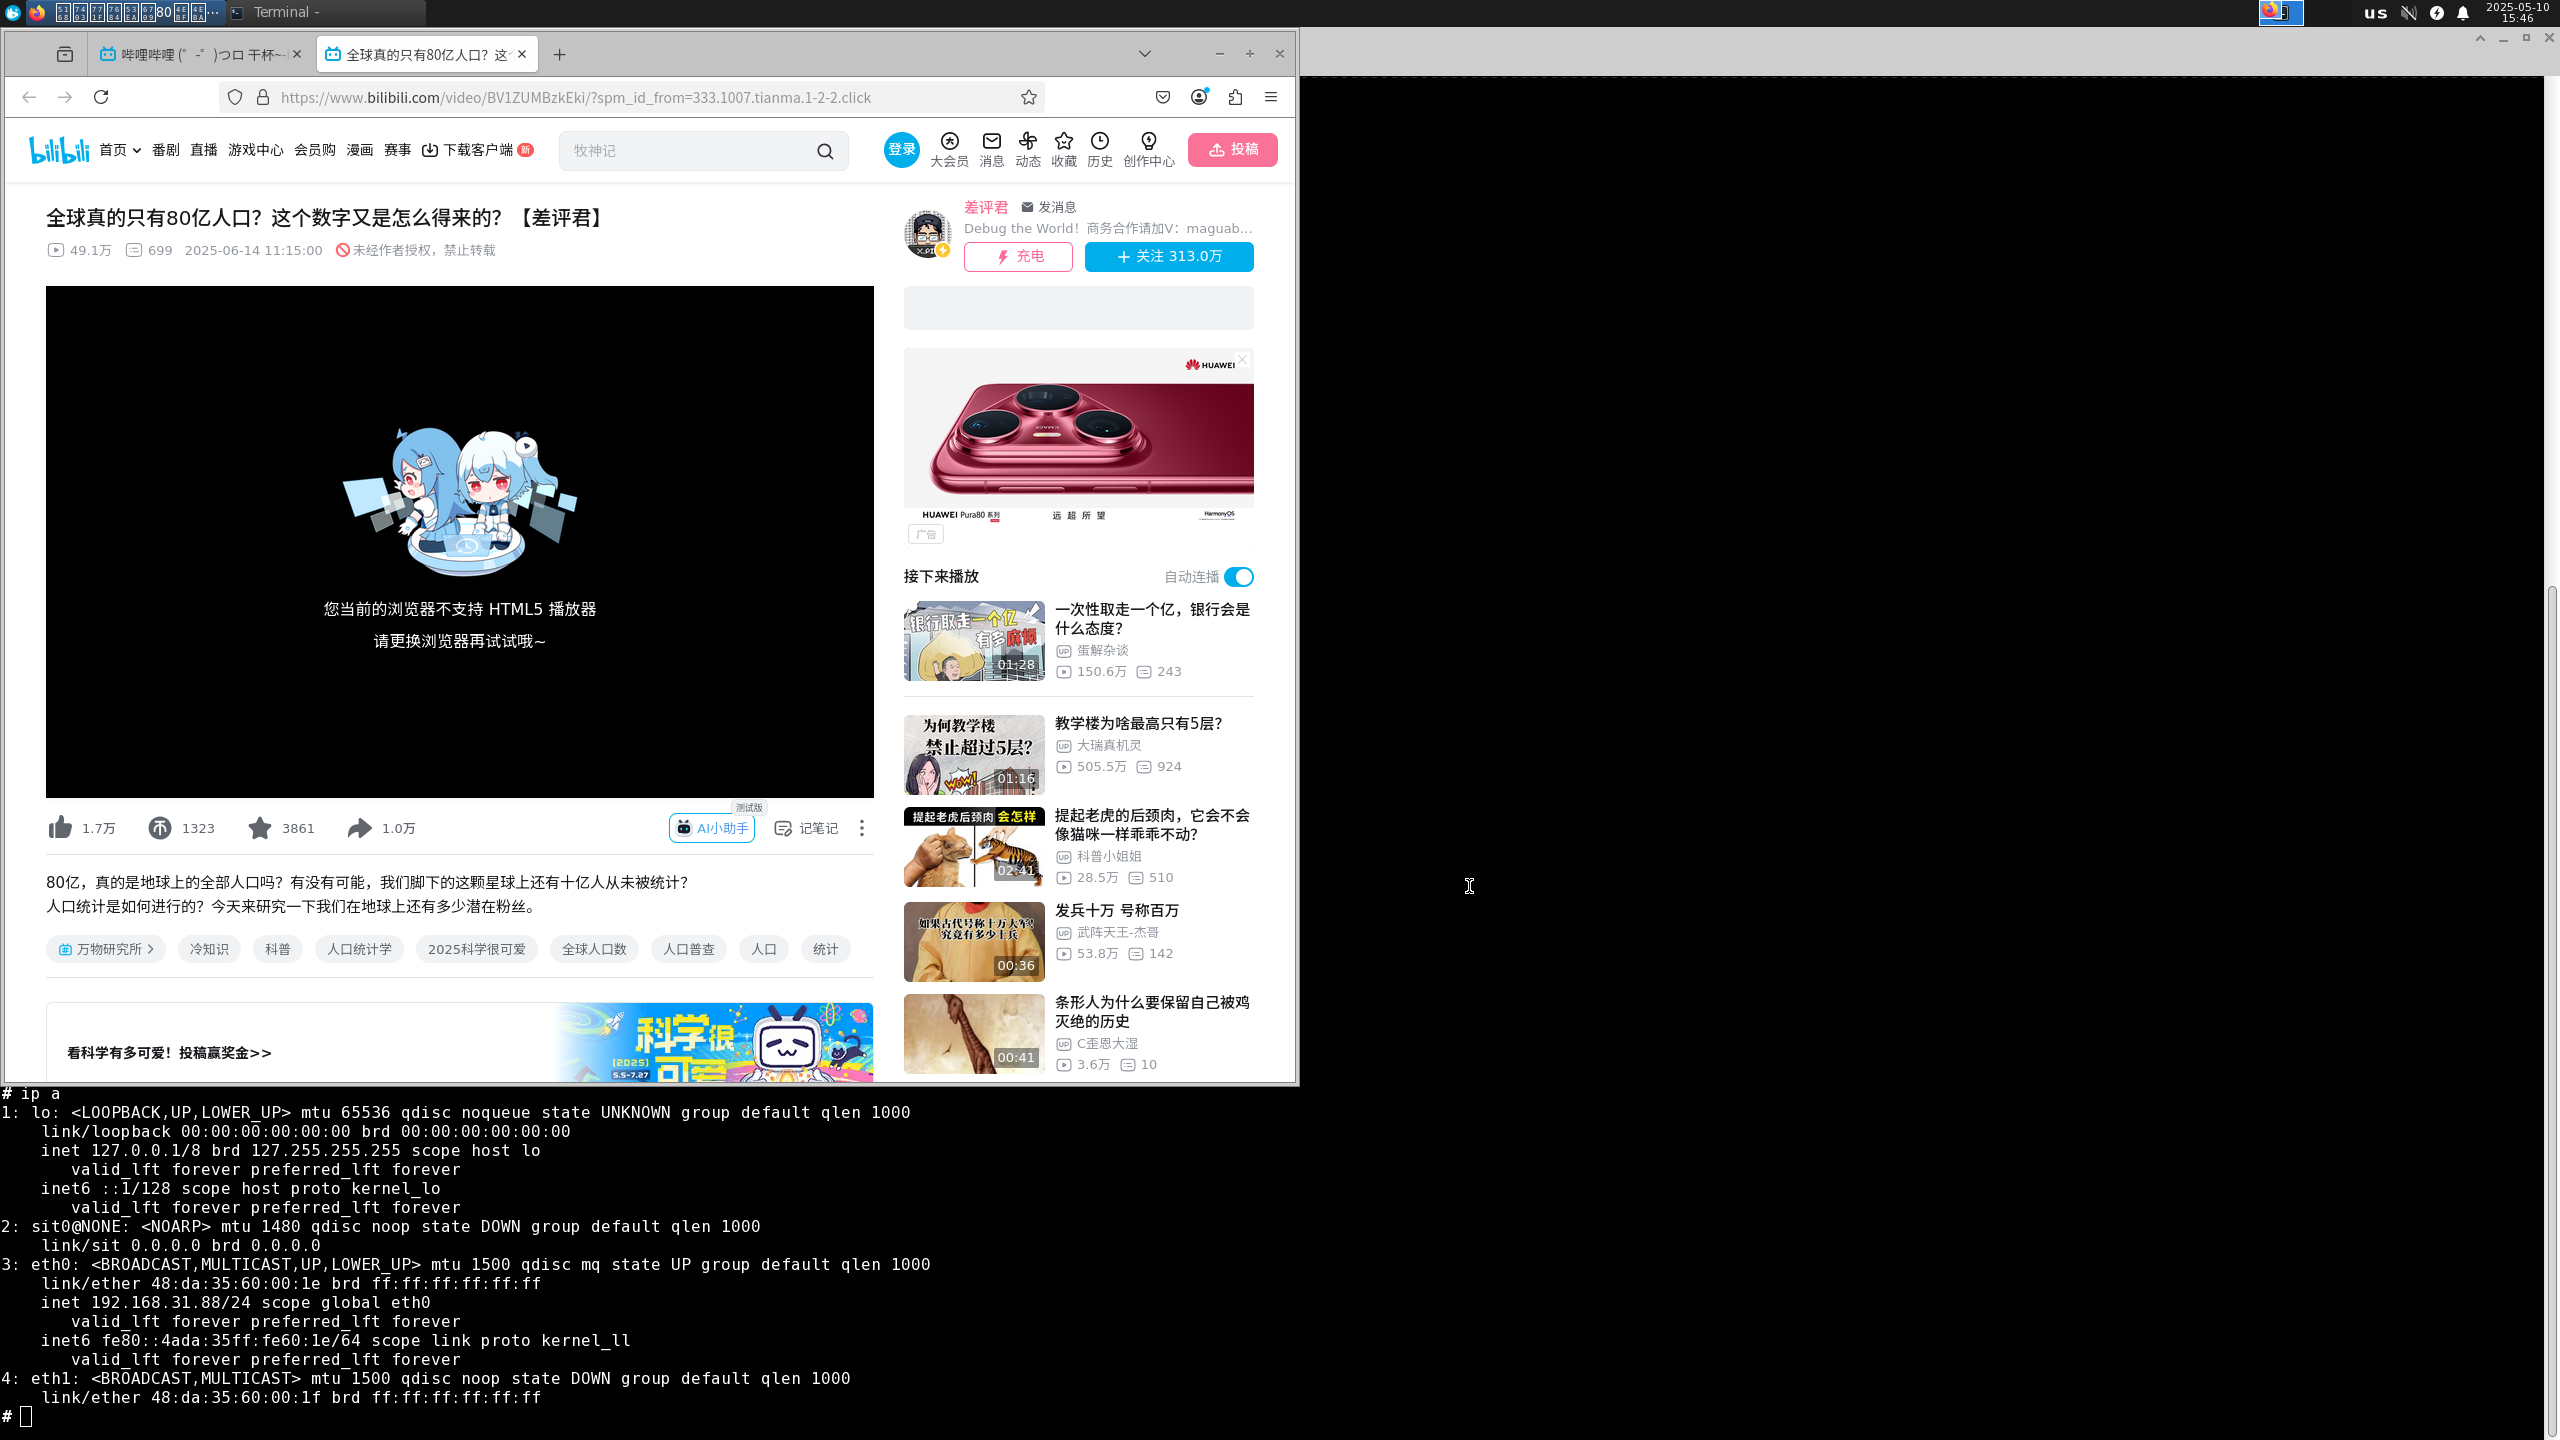 80
Terminal -
us
2025-05-10
15:46
哔哩哔哩 (゜-゜)つロ 干杯~-
全球真的只有80亿人口？这
https://www.bilibili.com/video/BV1ZUMBzkEki/?spm_id_from=333.1007.tianma.1-2-2.click
bilibili
首页 番剧 直播 游戏中心 会员购 漫画 赛事 下载客户端 新
牧神记
登录 大会员 消息 动态 收藏 历史 创作中心 投稿
全球真的只有80亿人口？这个数字又是怎么得来的？【差评君】
49.1万 699 2025-06-14 11:15:00 未经作者授权，禁止转载
差评君 发消息
Debug the World！商务合作请加V：maguab...
充电 + 关注 313.0万
您当前的浏览器不支持 HTML5 播放器
请更换浏览器再试试哦~
HUAWEI
HUAWEI Pura80 系列 远超所望 HarmonyOS
广告
接下来播放 自动连播
银行取走一个亿
有多麻烦
01:28
一次性取走一个亿，银行会是
什么态度？
蛋解杂谈
150.6万 243
为何教学楼
禁止超过5层?
WOW!
01:16
教学楼为啥最高只有5层？
大瑞真机灵
505.5万 924
提起老虎后颈肉 会怎样
02:41
提起老虎的后颈肉，它会不会
像猫咪一样乖乖不动？
科普小姐姐
28.5万 510
如果古代号称十万大军!
究竟有多少士兵
00:36
发兵十万 号称百万
武阵天王-杰哥
53.8万 142
00:41
条形人为什么要保留自己被鸡
灭绝的历史
C歪恩大湿
3.6万 10
1.7万 1323 3861 1.0万
测试版
AI小助手 记笔记
80亿，真的是地球上的全部人口吗？有没有可能，我们脚下的这颗星球上还有十亿人从未被统计？
人口统计是如何进行的？今天来研究一下我们在地球上还有多少潜在粉丝。
万物研究所 冷知识 科普 人口统计学 2025科学很可爱 全球人口数 人口普查 人口 统计
看科学有多可爱！投稿赢奖金>>
科学很
(2025)
5.5-7.27
可爱
# ip a
1: lo: <LOOPBACK,UP,LOWER_UP> mtu 65536 qdisc noqueue state UNKNOWN group default qlen 1000
    link/loopback 00:00:00:00:00:00 brd 00:00:00:00:00:00
    inet 127.0.0.1/8 brd 127.255.255.255 scope host lo
       valid_lft forever preferred_lft forever
    inet6 ::1/128 scope host proto kernel_lo
       valid_lft forever preferred_lft forever
2: sit0@NONE: <NOARP> mtu 1480 qdisc noop state DOWN group default qlen 1000
    link/sit 0.0.0.0 brd 0.0.0.0
3: eth0: <BROADCAST,MULTICAST,UP,LOWER_UP> mtu 1500 qdisc mq state UP group default qlen 1000
    link/ether 48:da:35:60:00:1e brd ff:ff:ff:ff:ff:ff
    inet 192.168.31.88/24 scope global eth0
       valid_lft forever preferred_lft forever
    inet6 fe80::4ada:35ff:fe60:1e/64 scope link proto kernel_ll
       valid_lft forever preferred_lft forever
4: eth1: <BROADCAST,MULTICAST> mtu 1500 qdisc noop state DOWN group default qlen 1000
    link/ether 48:da:35:60:00:1f brd ff:ff:ff:ff:ff:ff
#